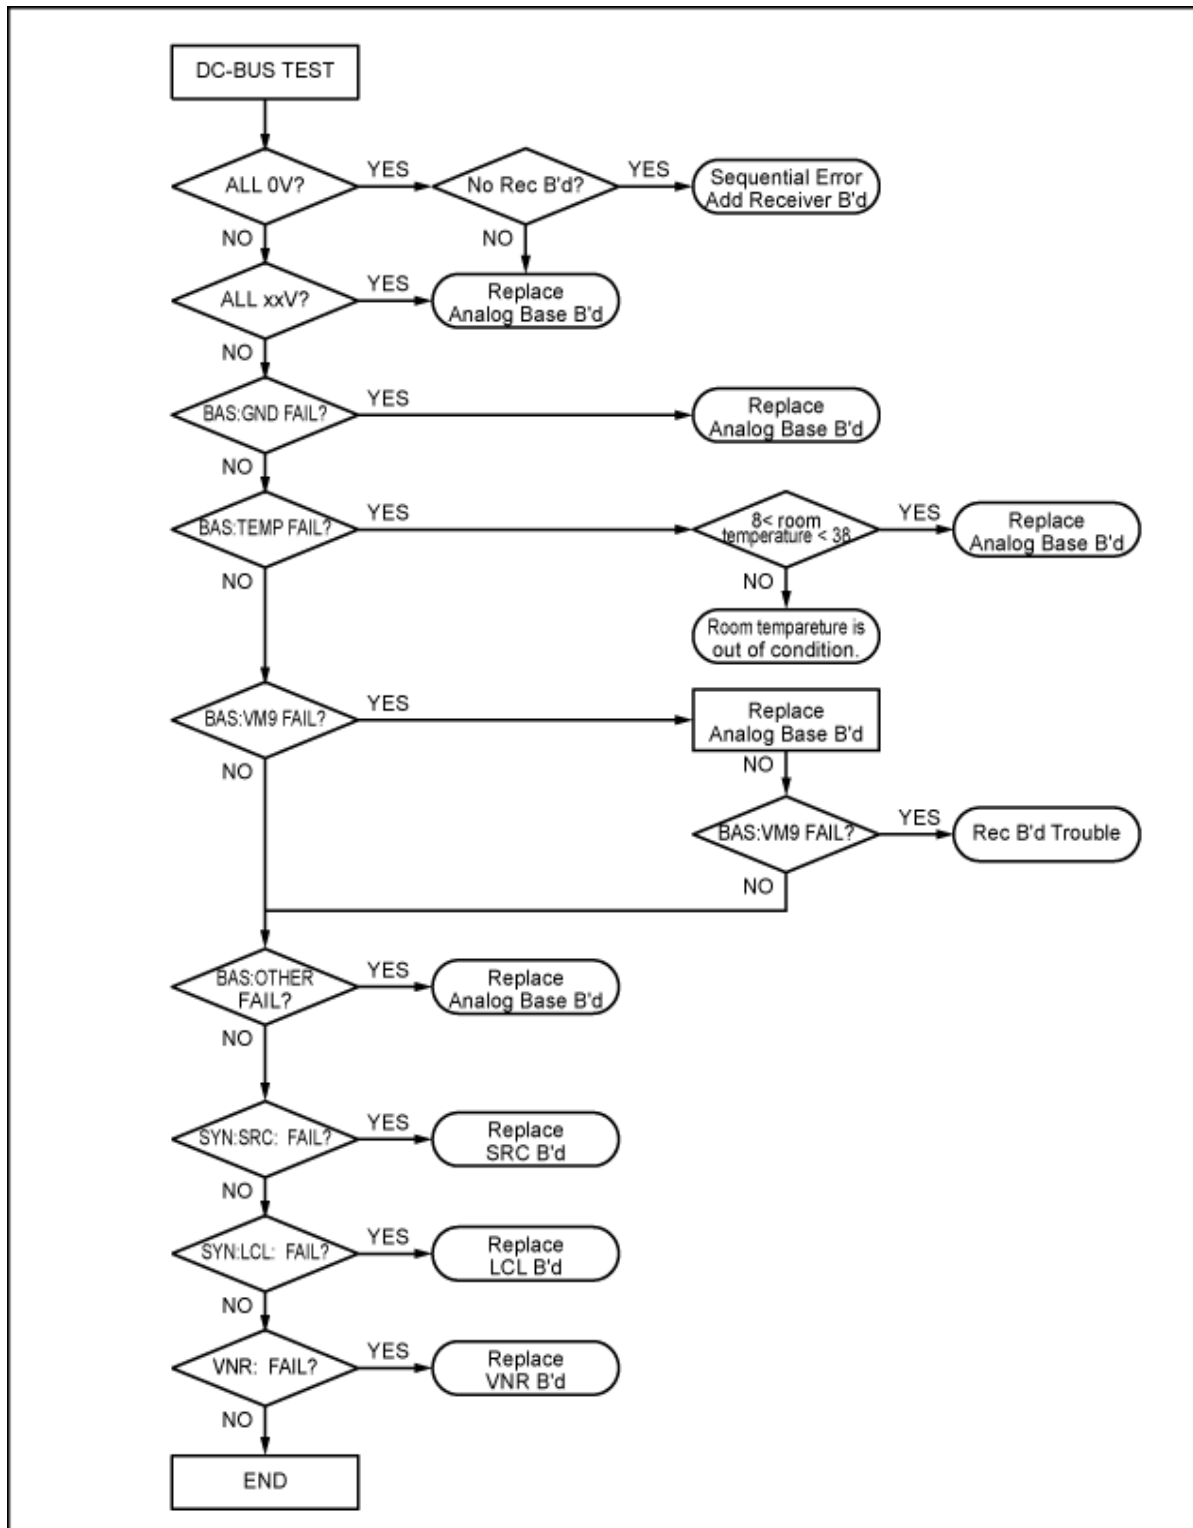 DC-BUS TEST
ALL 0V?
YES
No Rec B'd?
YES
Sequential Error
Add Receiver B'd
NO
NO
ALL xxV?
YES
Replace
Analog Base B'd
NO
BAS:GND FAIL?
YES
Replace
Analog Base B'd
NO
BAS:TEMP FAIL?
YES
8< room
temperature < 38
YES
Replace
Analog Base B'd
NO
NO
Room tempareture is
out of condition.
BAS:VM9 FAIL?
YES
Replace
Analog Base B'd
NO
NO
BAS:VM9 FAIL?
YES
Rec B'd Trouble
NO
BAS:OTHER
FAIL?
YES
Replace
Analog Base B'd
NO
SYN:SRC: FAIL?
YES
Replace
SRC B'd
NO
SYN:LCL: FAIL?
YES
Replace
LCL B'd
NO
VNR: FAIL?
YES
Replace
VNR B'd
NO
END